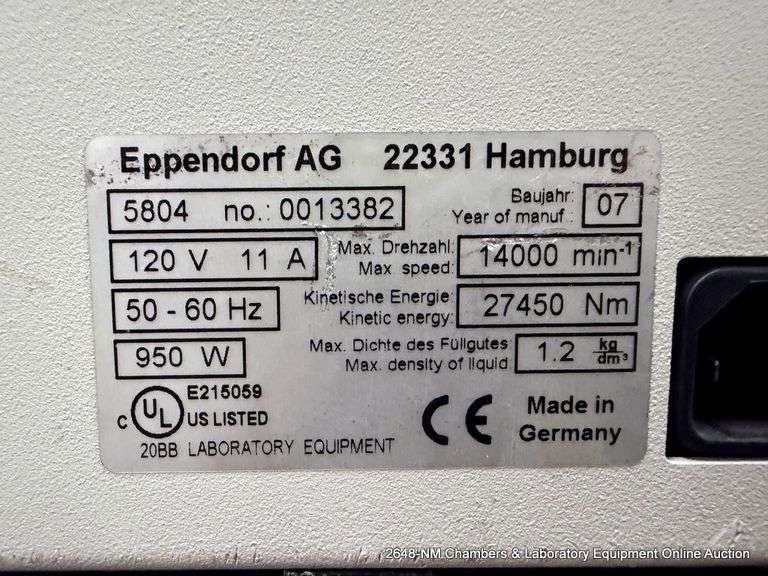 Eppendorf AG 22331 Hamburg
5804 no.: 0013382
Baujahr:
Year of manuf.:
07
120 V 11 A
Max. Drehzahl:
Max. speed:
14000 min⁻¹
50 - 60 Hz
Kinetische Energie:
Kinetic energy:
27450 Nm
950 W
Max. Dichte des Füllgutes:
Max. density of liquid
1.2 kg/dm³
E215059
c UL US LISTED
20BB LABORATORY EQUIPMENT
CE
Made in
Germany
2648-NM Chambers & Laboratory Equipment Online Auction